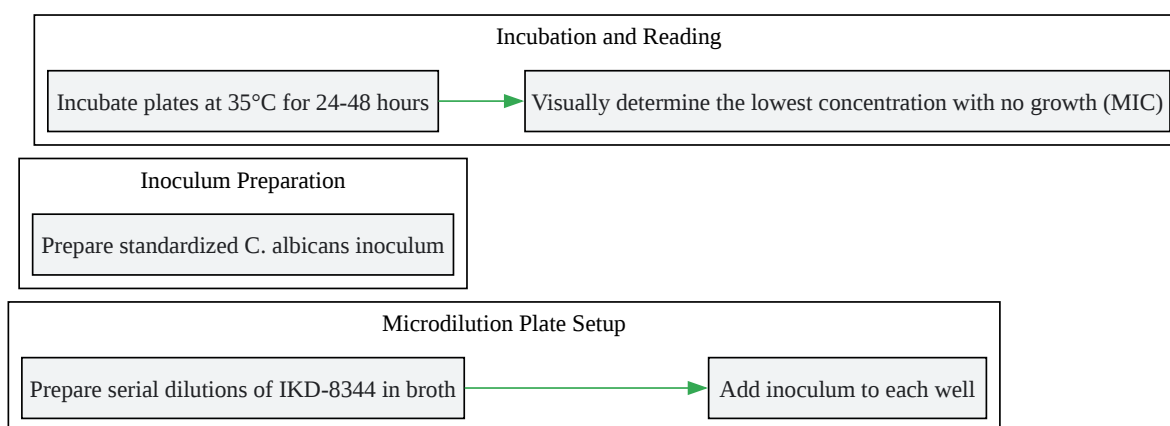 Incubation and Reading
Incubate plates at 35°C for 24-48 hours
Visually determine the lowest concentration with no growth (MIC)
Inoculum Preparation
Prepare standardized C. albicans inoculum
Microdilution Plate Setup
Prepare serial dilutions of IKD-8344 in broth
Add inoculum to each well